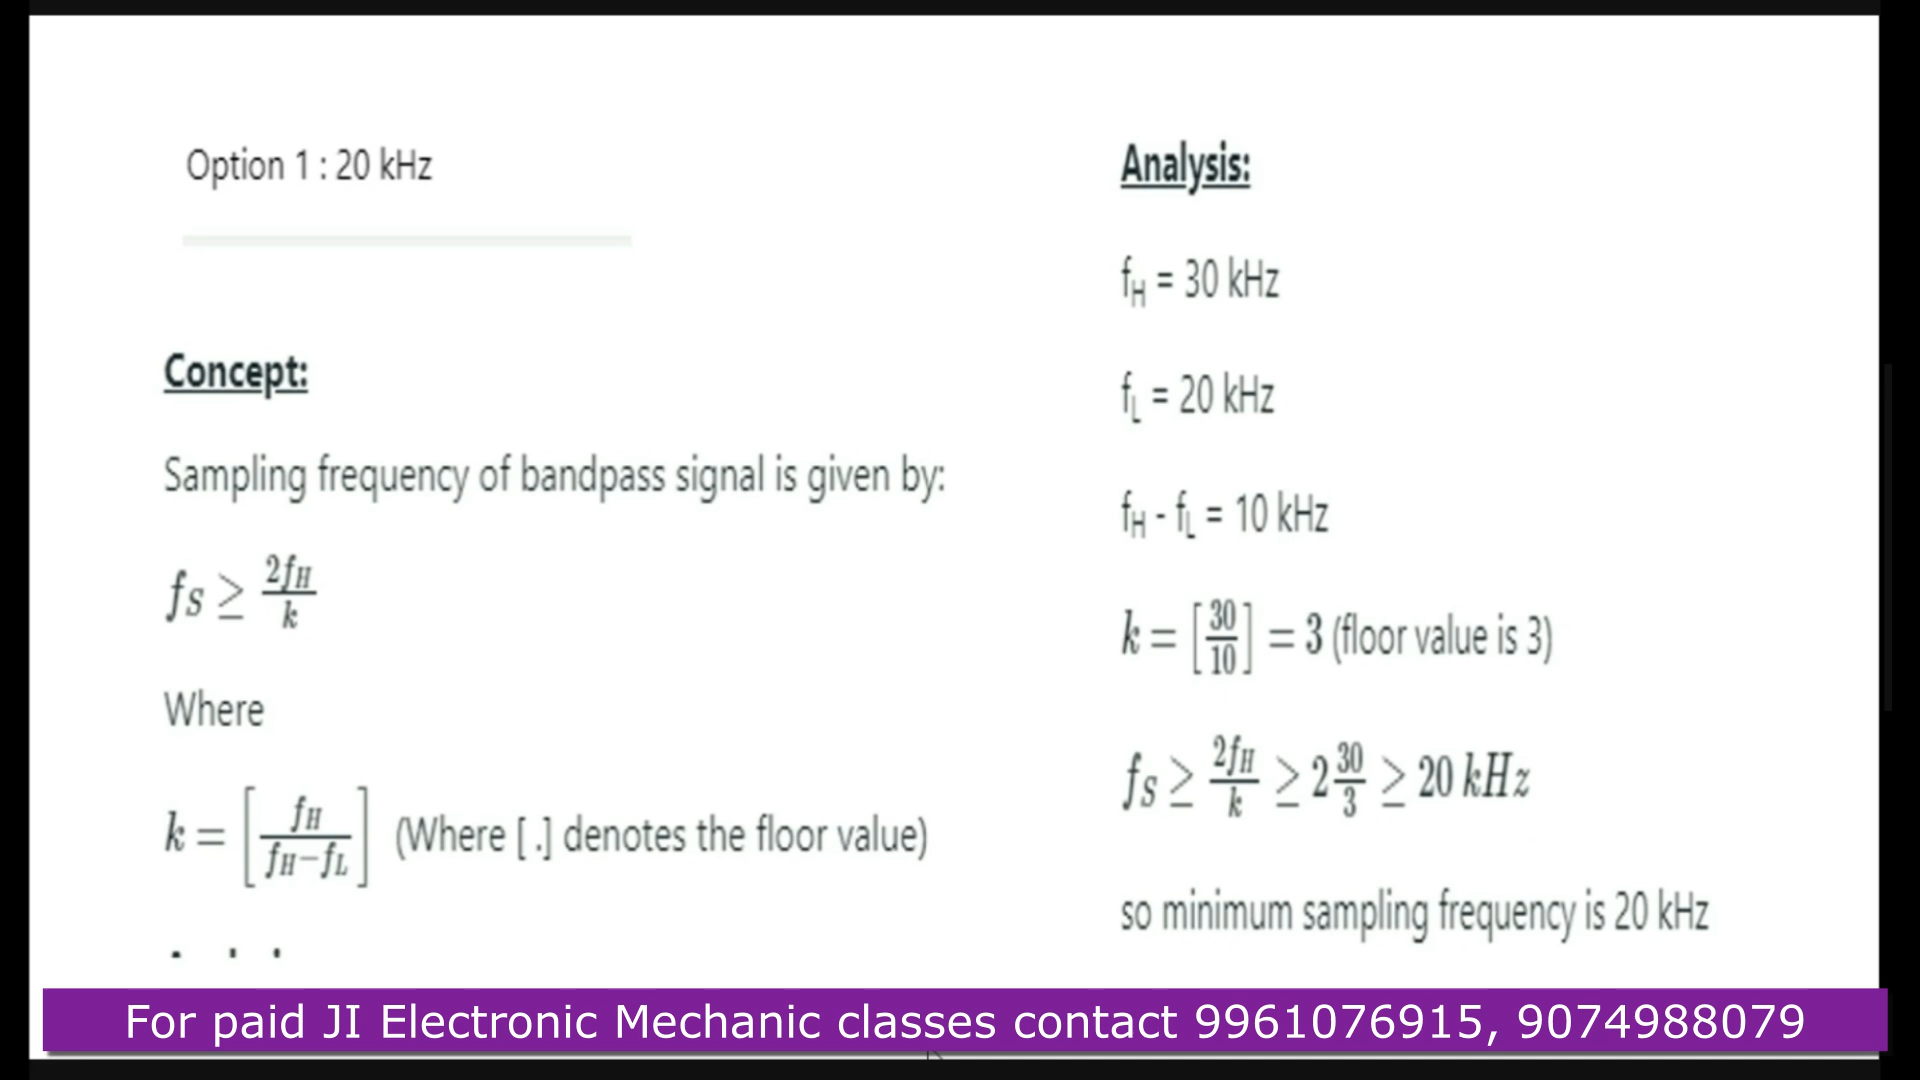 Option 1 : 20 kHz
Concept:
Sampling frequency of bandpass signal is given by:
f_S ≥ 2f_H / k
Where
k = [ f_H / (f_H − f_L) ] (Where [ .] denotes the floor value)
Analysis:
f_H = 30 kHz
f_L = 20 kHz
f_H - f_L = 10 kHz
k = [ 30 / 10 ] = 3 (floor value is 3)
f_S ≥ 2f_H / k ≥ 2 30 / 3 ≥ 20 kHz
so minimum sampling frequency is 20 kHz
For paid JI Electronic Mechanic classes contact 9961076915, 9074988079